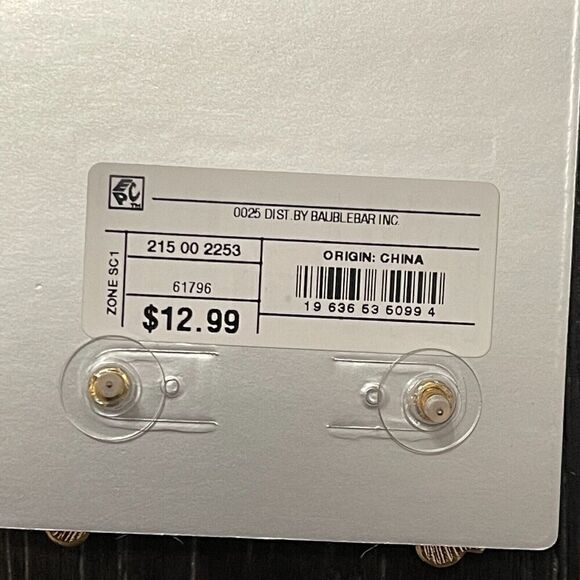 EPC™
0025 DIST.BY BAUBLEBAR INC.
ZONE SC1
215 00 2253
61796
$12.99
ORIGIN: CHINA
19 636 53 5099 4